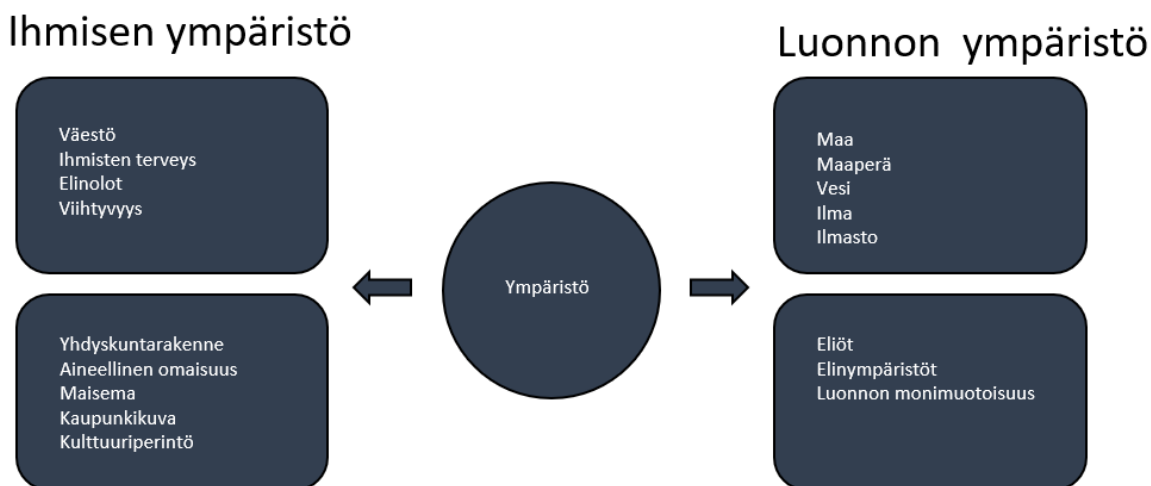 Ihmisen ympäristö
Väestö
Ihmisten terveys
Elinolot
Viihtyvyys
Yhdyskuntarakenne
Aineellinen omaisuus
Maisema
Kaupunkikuva
Kulttuuriperintö
Ympäristö
Luonnon  ympäristö
Maa
Maaperä
Vesi
Ilma
Ilmasto
Eliöt
Elinympäristöt
Luonnon monimuotoisuus